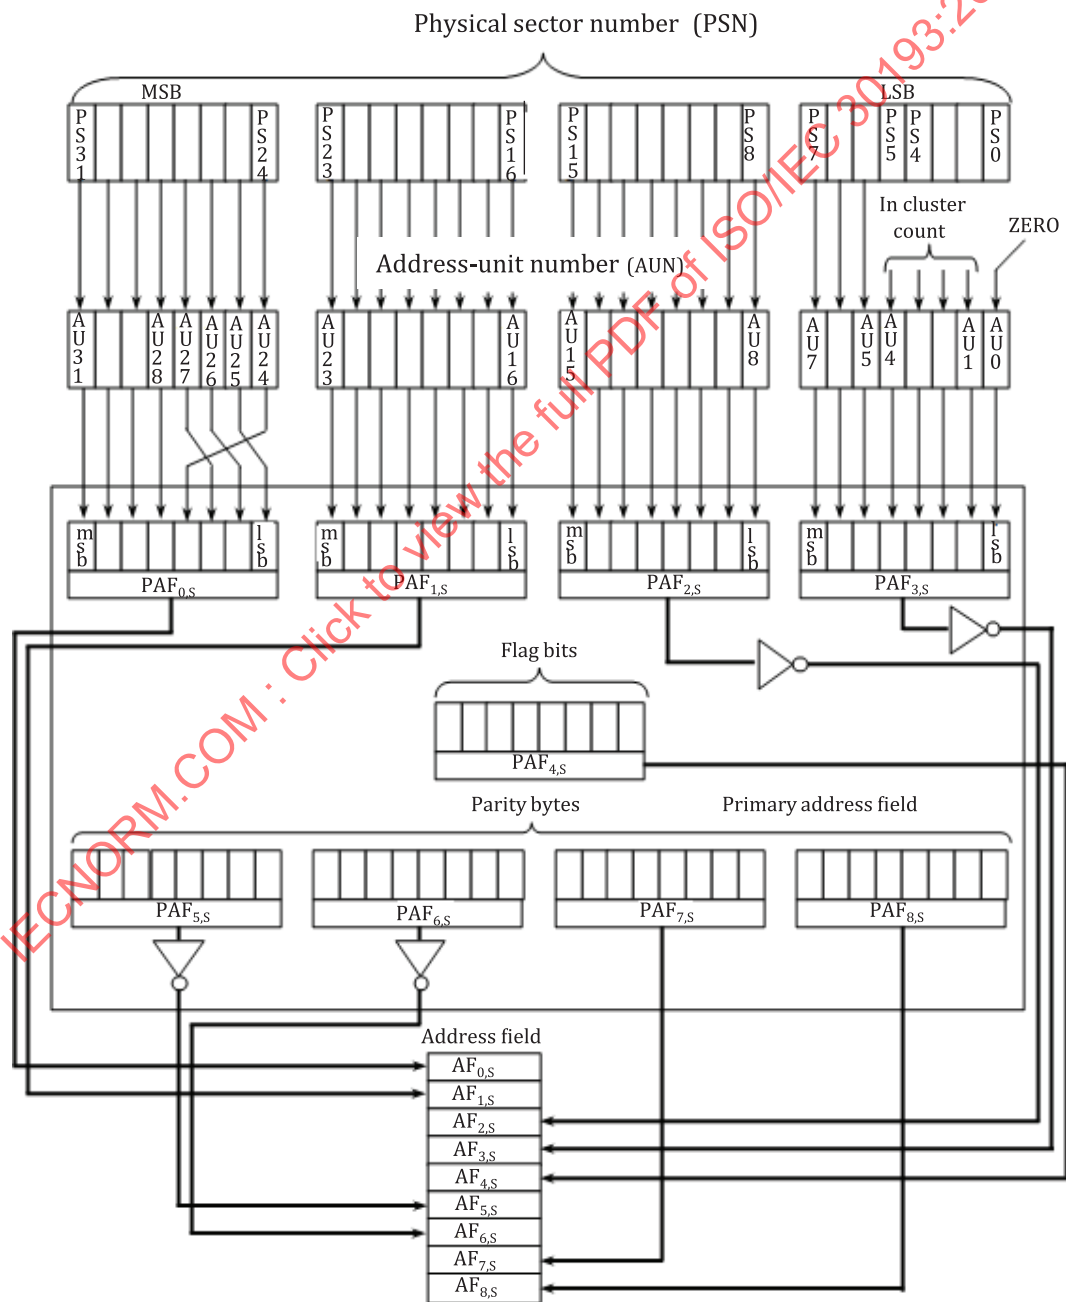 Physical sector number (PSN)
MSB
LSB
PS31
PS24
PS23
PS16
PS15
PS8
PS7
PS5
PS4
PS0
In cluster
count
ZERO
Address-unit number (AUN)
AU31
AU28
AU27
AU26
AU25
AU24
AU23
AU16
AU15
AU8
AU7
AU5
AU4
AU1
AU0
msb
lsb
msb
lsb
msb
lsb
msb
lsb
PAF0,S
PAF1,S
PAF2,S
PAF3,S
Flag bits
PAF4,S
Parity bytes
Primary address field
PAF5,S
PAF6,S
PAF7,S
PAF8,S
Address field
AF0,S
AF1,S
AF2,S
AF3,S
AF4,S
AF5,S
AF6,S
AF7,S
AF8,S
IECNORM.COM : Click to view the full PDF of ISO/IEC 30193:20